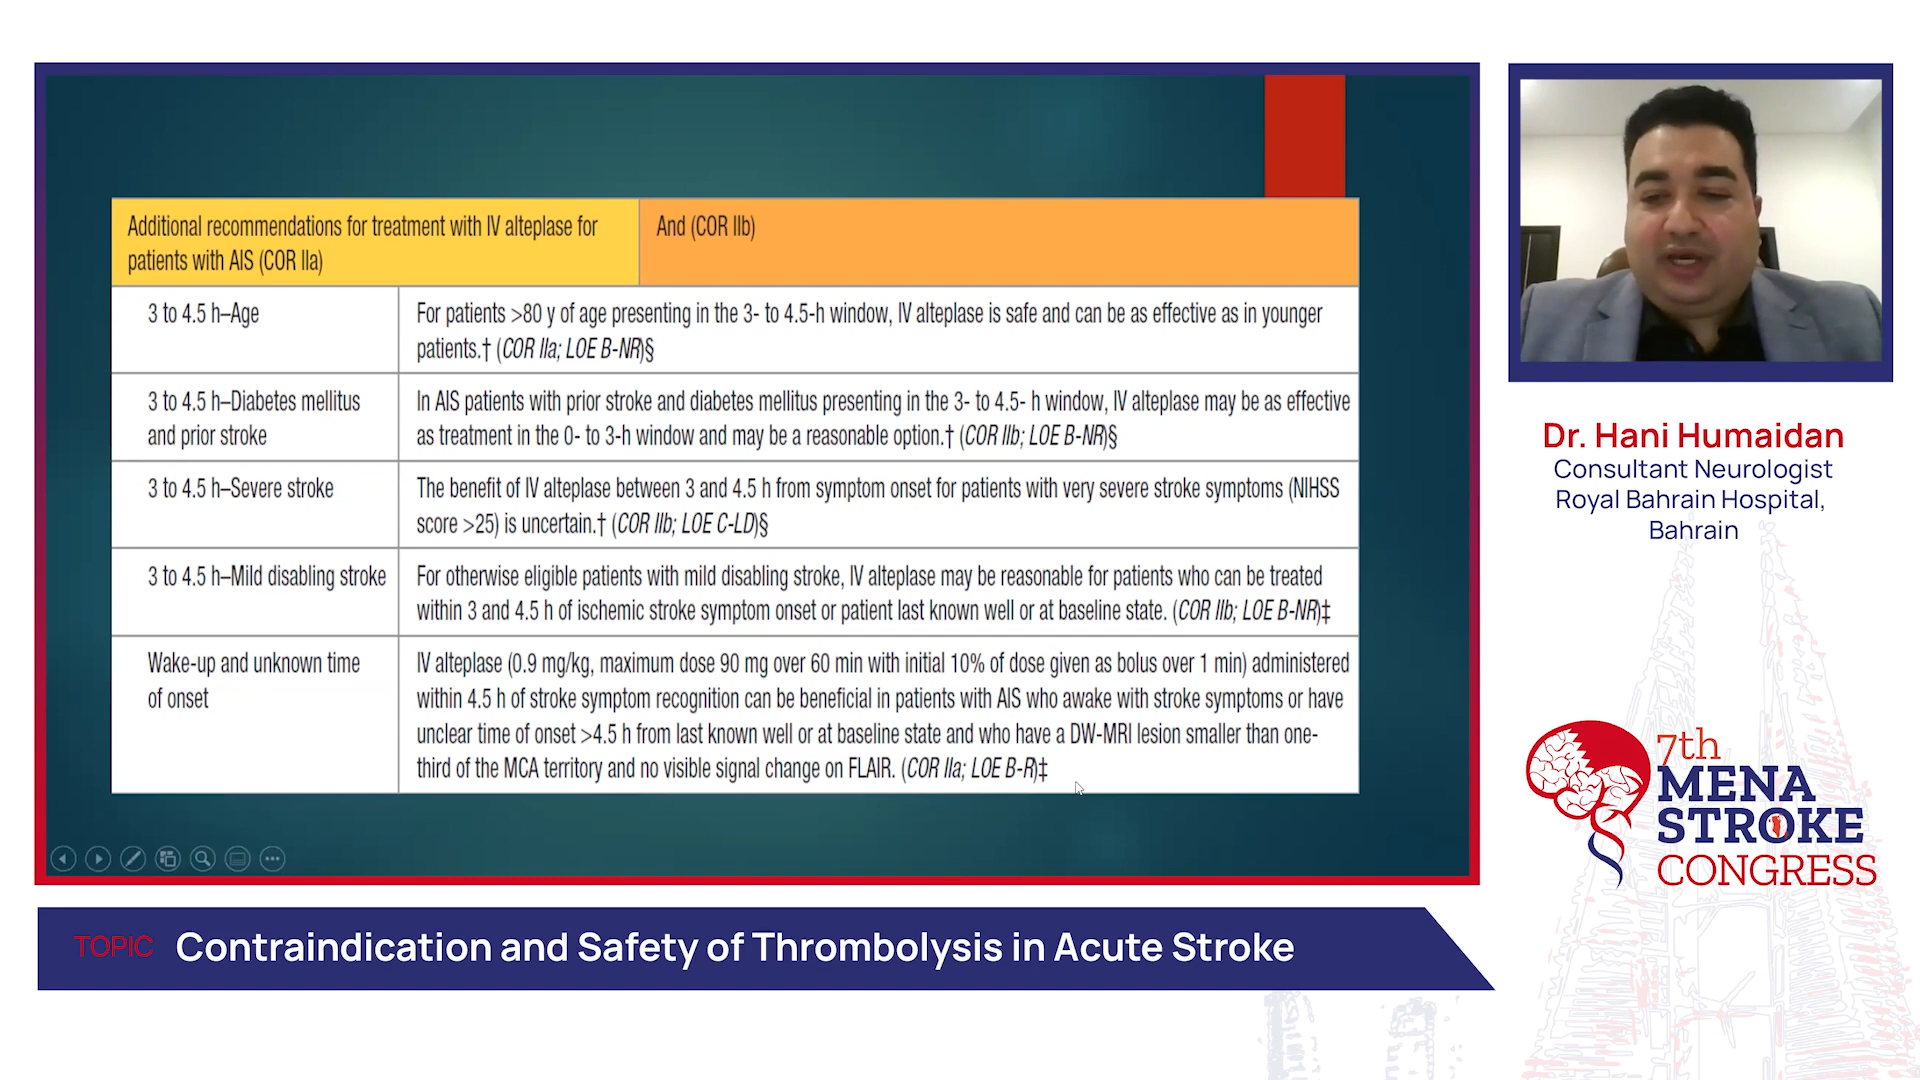 Additional recommendations for treatment with IV alteplase for
patients with AIS (COR IIa)
And (COR IIb)
3 to 4.5 h–Age
For patients >80 y of age presenting in the 3- to 4.5-h window, IV alteplase is safe and can be as effective as in younger
patients.† (COR IIa; LOE B-NR)§
3 to 4.5 h–Diabetes mellitus
and prior stroke
In AIS patients with prior stroke and diabetes mellitus presenting in the 3- to 4.5- h window, IV alteplase may be as effective
as treatment in the 0- to 3-h window and may be a reasonable option.† (COR IIb; LOE B-NR)§
3 to 4.5 h–Severe stroke
The benefit of IV alteplase between 3 and 4.5 h from symptom onset for patients with very severe stroke symptoms (NIHSS
score >25) is uncertain.† (COR IIb; LOE C-LD)§
3 to 4.5 h–Mild disabling stroke
For otherwise eligible patients with mild disabling stroke, IV alteplase may be reasonable for patients who can be treated
within 3 and 4.5 h of ischemic stroke symptom onset or patient last known well or at baseline state. (COR IIb; LOE B-NR)‡
Wake-up and unknown time
of onset
IV alteplase (0.9 mg/kg, maximum dose 90 mg over 60 min with initial 10% of dose given as bolus over 1 min) administered
within 4.5 h of stroke symptom recognition can be beneficial in patients with AIS who awake with stroke symptoms or have
unclear time of onset >4.5 h from last known well or at baseline state and who have a DW-MRI lesion smaller than one-
third of the MCA territory and no visible signal change on FLAIR. (COR IIa; LOE B-R)‡
Dr. Hani Humaidan
Consultant Neurologist
Royal Bahrain Hospital,
Bahrain
7th
MENA
STROKE
CONGRESS
TOPIC Contraindication and Safety of Thrombolysis in Acute Stroke